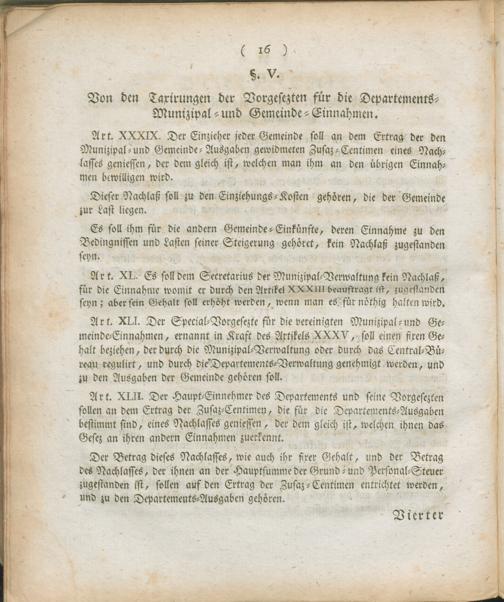 ( 16 )
§. V.
Von den Taxirungen der Vorgesezten für die Departements-
Munizipal- und Gemeinde-Einnahmen.
Art. XXXIX. Der Einzieher jeder Gemeinde soll an dem Ertrag der den
Munizipal- und Gemeinde-Ausgaben gewidmeten Zusaz-Centimen eines Nach-
lasses geniessen, der dem gleich ist, welchen man ihm an den übrigen Einnah-
men bewilligen wird.
Dieser Nachlaß soll zu den Einziehungs-Kosten gehören, die der Gemeinde
zur Last liegen.
Es soll ihm für die andern Gemeinde-Einkünfte, deren Einnahme zu den
Bedingnissen und Lasten seiner Steigerung gehöret, kein Nachlaß zugestanden
seyn.
Art. XL. Es soll dem Secretarius der Munizipal-Verwaltung kein Nachlaß,
für die Einnahme womit er durch den Artikel XXXIII beauftragt ist, zugestanden
seyn; aber sein Gehalt soll erhöht werden, wenn man es für nöthig halten wird.
Art. XLI. Der Special-Vorgesezte für die vereinigten Munizipal- und Ge-
meinde-Einnahmen, ernannt in Kraft des Artikels XXXV, soll einen firen Ge-
halt beziehen, der durch die Munizipal-Verwaltung oder durch das Central-Bü-
reau regulirt, und durch die Departements-Verwaltung genehmigt werden, und
zu den Ausgaben der Gemeinde gehören soll.
Art. XLII. Der Haupt-Einnehmer des Departements und seine Vorgesezten
sollen an dem Ertrag der Zusaz-Centimen, die für die Departements-Ausgaben
bestimmt sind, eines Nachlasses geniessen, der dem gleich ist, welchen ihnen das
Gesez an ihren andern Einnahmen zuerkennt.
Der Betrag dieses Nachlasses, wie auch ihr firer Gehalt, und der Betrag
des Nachlasses, der ihnen an der Hauptsumme der Grund- und Personal-Steuer
zugestanden ist, sollen auf den Ertrag der Zusaz-Centimen entrichtet werden,
und zu den Departements-Ausgaben gehören.
Vierter